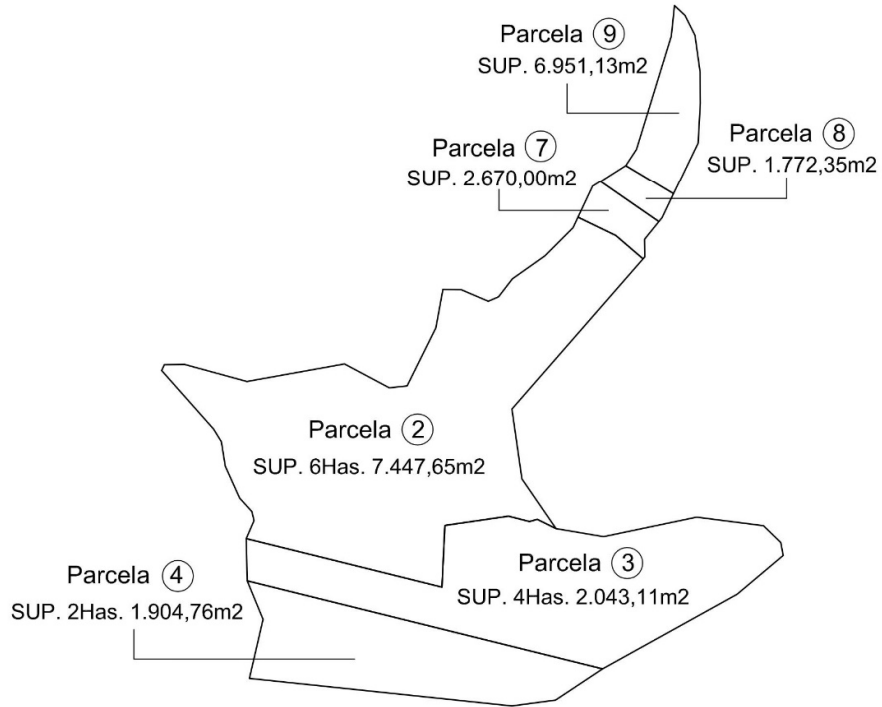 Parcela 9
SUP. 6.951,13m2
Parcela 8
SUP. 1.772,35m2
Parcela 7
SUP. 2.670,00m2
Parcela 2
SUP. 6Has. 7.447,65m2
Parcela 3
SUP. 4Has. 2.043,11m2
Parcela 4
SUP. 2Has. 1.904,76m2